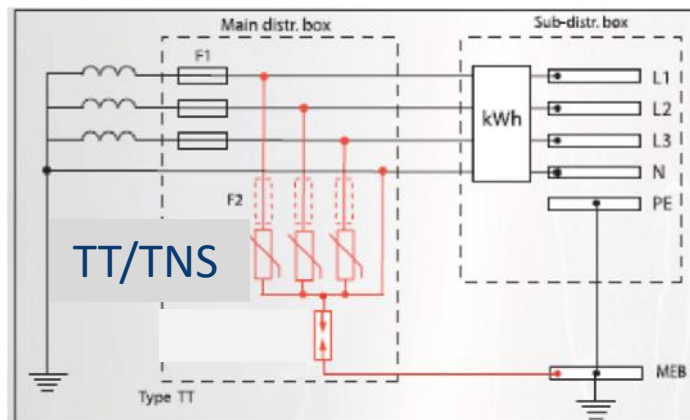 Main distr. box
Sub-distr. box
F1
L1
L2
kWh
L3
N
F2
PE
TT/TNS
MEB
Type TT